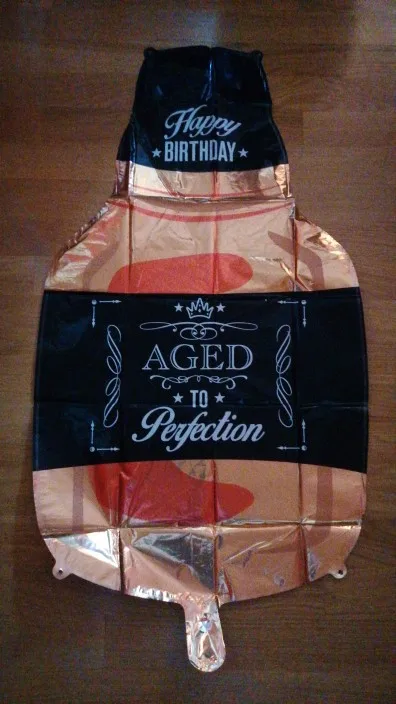 Happy
BIRTHDAY
AGED
TO
Perfection